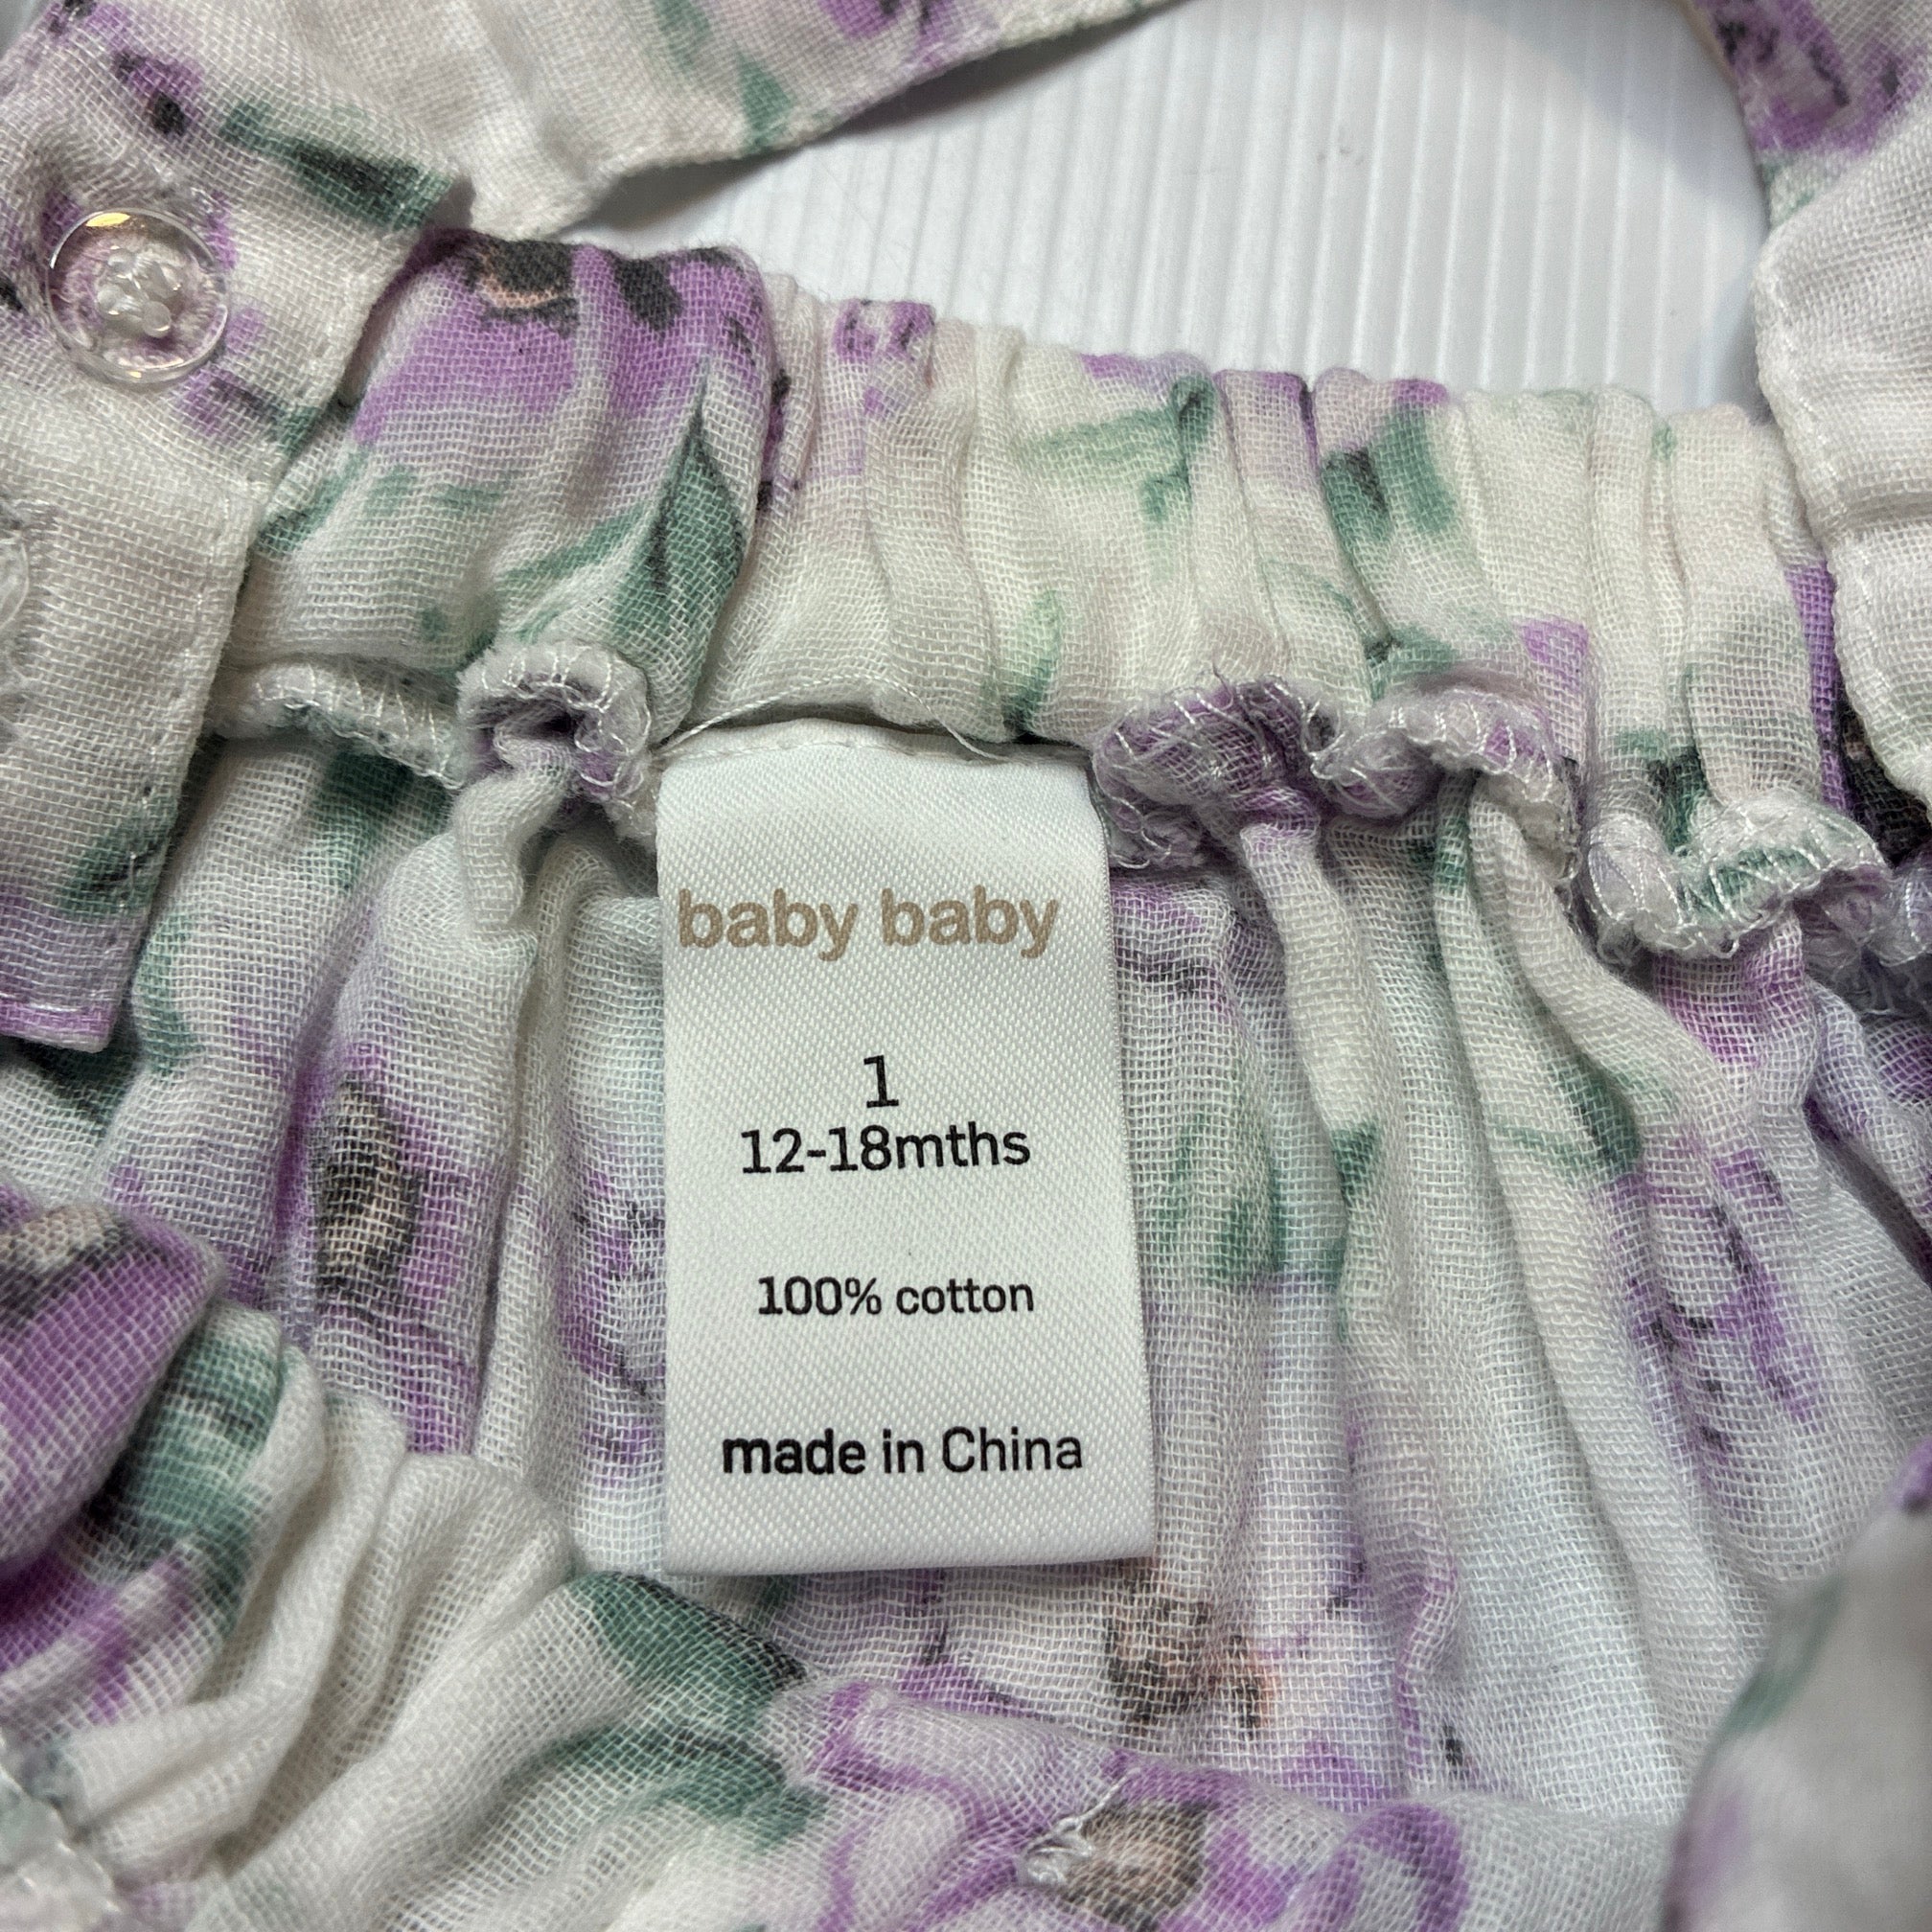 baby baby
1
12-18mths
100% cotton
made in China